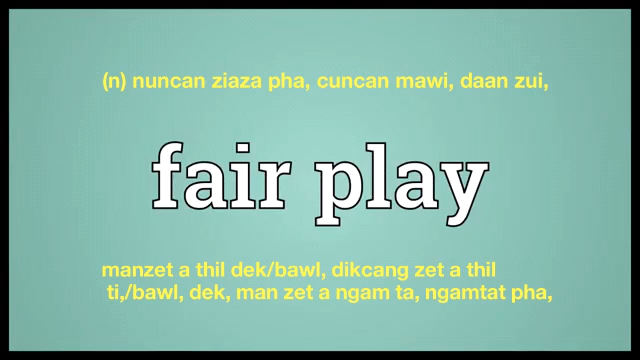 (n) nuncan ziaza pha, cuncan mawi, daan zui,
fair play
manzet a thil dek/bawl, dikcang zet a thil
ti,/bawl, dek, man zet a ngam ta, ngamtat pha,